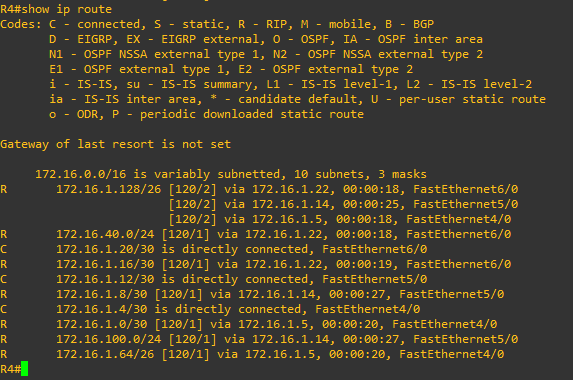 R4#show ip route
Codes: C - connected, S - static, R - RIP, M - mobile, B - BGP
       D - EIGRP, EX - EIGRP external, O - OSPF, IA - OSPF inter area
       N1 - OSPF NSSA external type 1, N2 - OSPF NSSA external type 2
       E1 - OSPF external type 1, E2 - OSPF external type 2
       i - IS-IS, su - IS-IS summary, L1 - IS-IS level-1, L2 - IS-IS level-2
       ia - IS-IS inter area, * - candidate default, U - per-user static route
       o - ODR, P - periodic downloaded static route
Gateway of last resort is not set
     172.16.0.0/16 is variably subnetted, 10 subnets, 3 masks
R       172.16.1.128/26 [120/2] via 172.16.1.22, 00:00:18, FastEthernet6/0
                        [120/2] via 172.16.1.14, 00:00:25, FastEthernet5/0
                        [120/2] via 172.16.1.5, 00:00:18, FastEthernet4/0
R       172.16.40.0/24 [120/1] via 172.16.1.22, 00:00:18, FastEthernet6/0
C       172.16.1.20/30 is directly connected, FastEthernet6/0
R       172.16.1.16/30 [120/1] via 172.16.1.22, 00:00:19, FastEthernet6/0
C       172.16.1.12/30 is directly connected, FastEthernet5/0
R       172.16.1.8/30 [120/1] via 172.16.1.14, 00:00:27, FastEthernet5/0
C       172.16.1.4/30 is directly connected, FastEthernet4/0
R       172.16.1.0/30 [120/1] via 172.16.1.5, 00:00:20, FastEthernet4/0
R       172.16.100.0/24 [120/1] via 172.16.1.14, 00:00:27, FastEthernet5/0
R       172.16.1.64/26 [120/1] via 172.16.1.5, 00:00:20, FastEthernet4/0
R4#